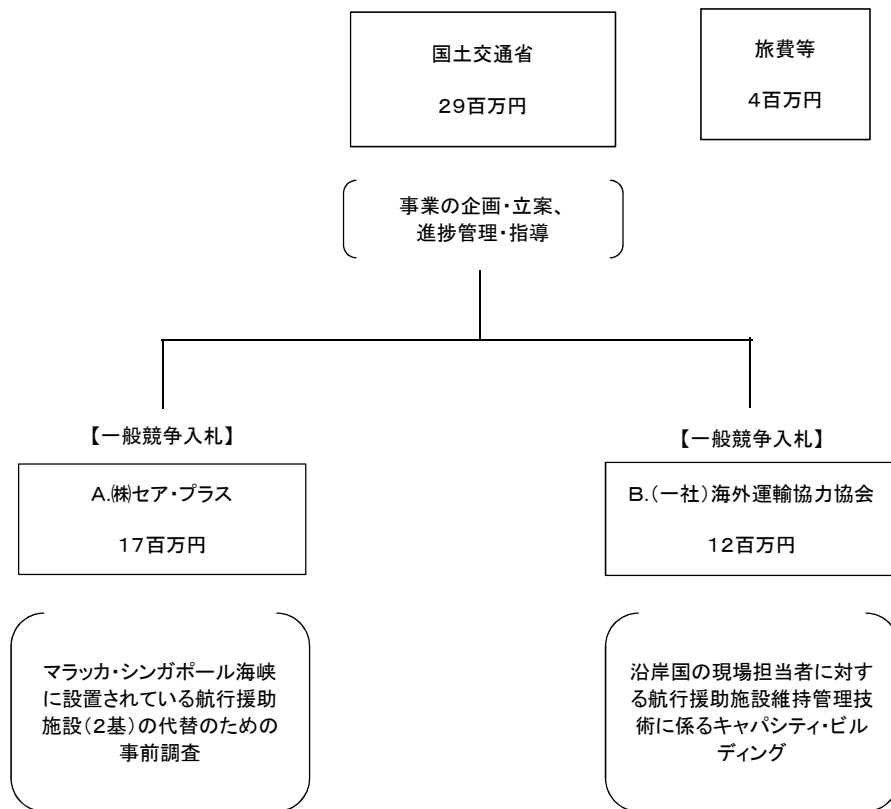 国土交通省
29百万円
旅費等
4百万円
事業の企画・立案、
進捗管理・指導
【一般競争入札】
A.㈱セア・プラス
17百万円
マラッカ・シンガポール海峡
に設置されている航行援助
施設(2基)の代替のための
事前調査
【一般競争入札】
B.(一社)海外運輸協力協会
12百万円
沿岸国の現場担当者に対す
る航行援助施設維持管理技
術に係るキャパシティ・ビル
ディング